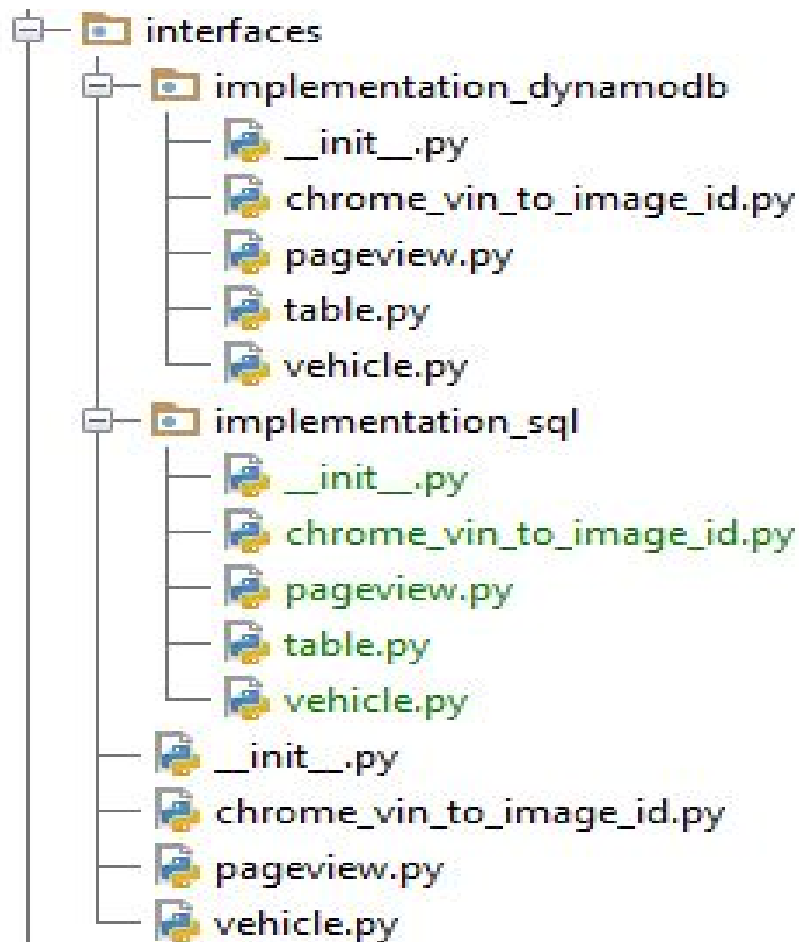 interfaces
implementation_dynamodb
__init__.py
chrome_vin_to_image_id.py
pageview.py
table.py
vehicle.py
implementation_sql
__init__.py
chrome_vin_to_image_id.py
pageview.py
table.py
vehicle.py
__init__.py
chrome_vin_to_image_id.py
pageview.py
vehicle.py